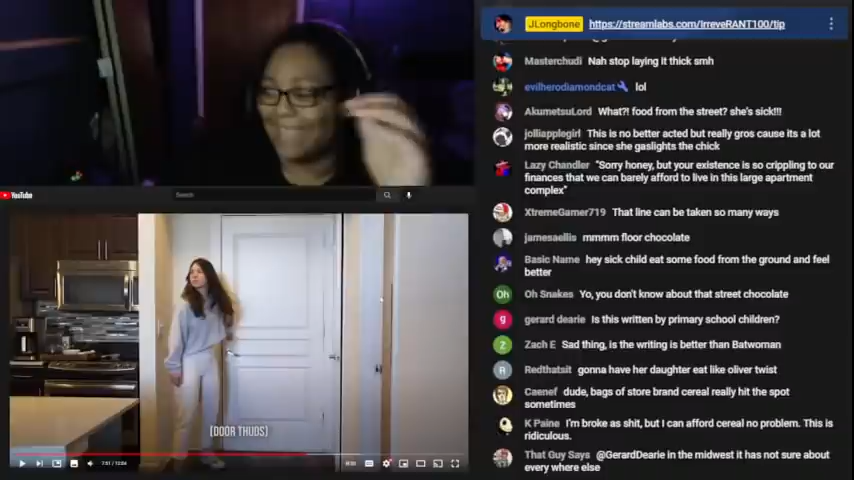 JLongbone https://streamlabs.com/IrreveRANT100/tip
Masterchudi Nah stop laying it thick smh
evilherodiamondcat lol
AkumetsuLord What?! food from the street? she's sick!!!
jolliapplegirl This is no better acted but really gros cause its a lot
more realistic since she gaslights the chick
Lazy Chandler "Sorry honey, but your existence is so crippling to our
finances that we can barely afford to live in this large apartment
complex"
XtremeGamer719 That line can be taken so many ways
jamesaellis mmmm floor chocolate
Basic Name hey sick child eat some food from the ground and feel
better
Oh Oh Snakes Yo, you don't know about that street chocolate
g gerard dearie Is this written by primary school children?
Z Zach E Sad thing, is the writing is better than Batwoman
R Redthatsit gonna have her daughter eat like oliver twist
Caenef dude, bags of store brand cereal really hit the spot
sometimes
K Paine I'm broke as shit, but I can afford cereal no problem. This is
ridiculous.
That Guy Says @GerardDearie in the midwest it has not sure about
every where else
YouTube
Search
[DOOR THUDS]